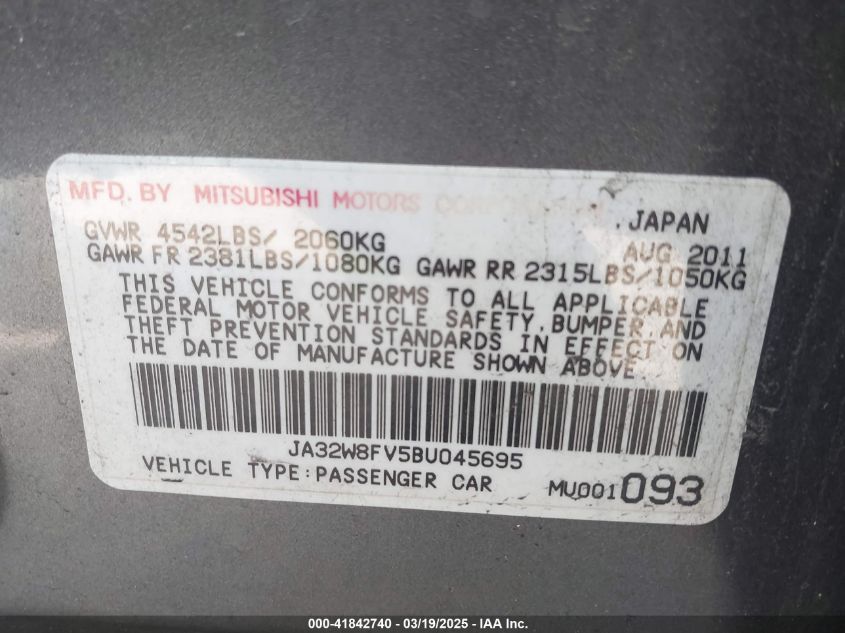 MFD. BY MITSUBISHI MOTORS CORPORATION, JAPAN
GVWR 4542LBS/ 2060KG AUG 2011
GAWR FR 2381LBS/1080KG GAWR RR 2315LBS/1050KG
THIS VEHICLE CONFORMS TO ALL APPLICABLE
FEDERAL MOTOR VEHICLE SAFETY, BUMPER, AND
THEFT PREVENTION STANDARDS IN EFFECT ON
THE DATE OF MANUFACTURE SHOWN ABOVE.
JA32W8FV5BU045695
VEHICLE TYPE:PASSENGER CAR MU001093
000-41842740 - 03/19/2025 - IAA Inc.